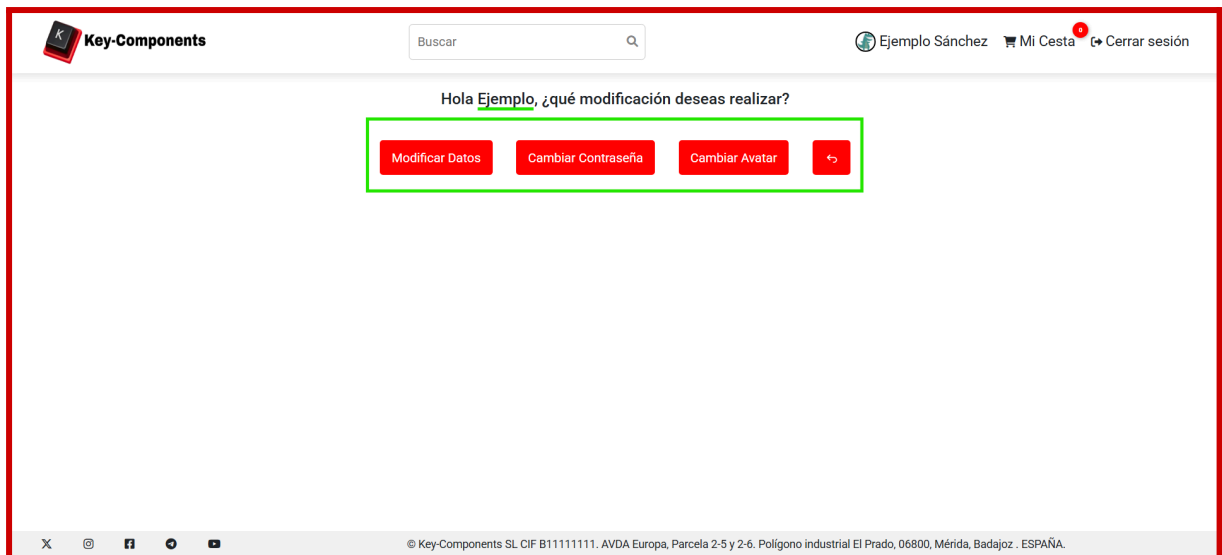 K
Key-Components
Buscar
Ejemplo Sánchez
Mi Cesta
0
Cerrar sesión
Hola Ejemplo, ¿qué modificación deseas realizar?
Modificar Datos
Cambiar Contraseña
Cambiar Avatar
© Key-Components SL CIF B11111111. AVDA Europa, Parcela 2-5 y 2-6. Polígono industrial El Prado, 06800, Mérida, Badajoz . ESPAÑA.